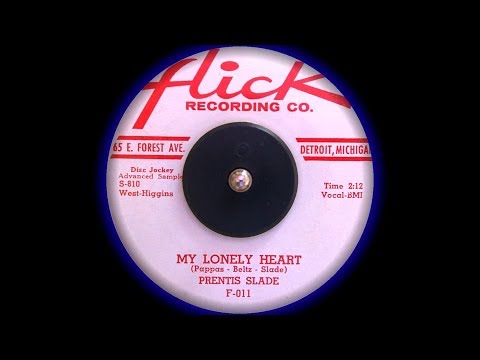 flick
RECORDING CO.
65 E. FOREST AVE.
DETROIT, MICHIGAN
Disc Jockey
Advanced Sample
S-810
West-Higgins
Time 2:12
Vocal-BMI
MY LONELY HEART
(Pappas - Beltz - Slade)
PRENTIS SLADE
F-011